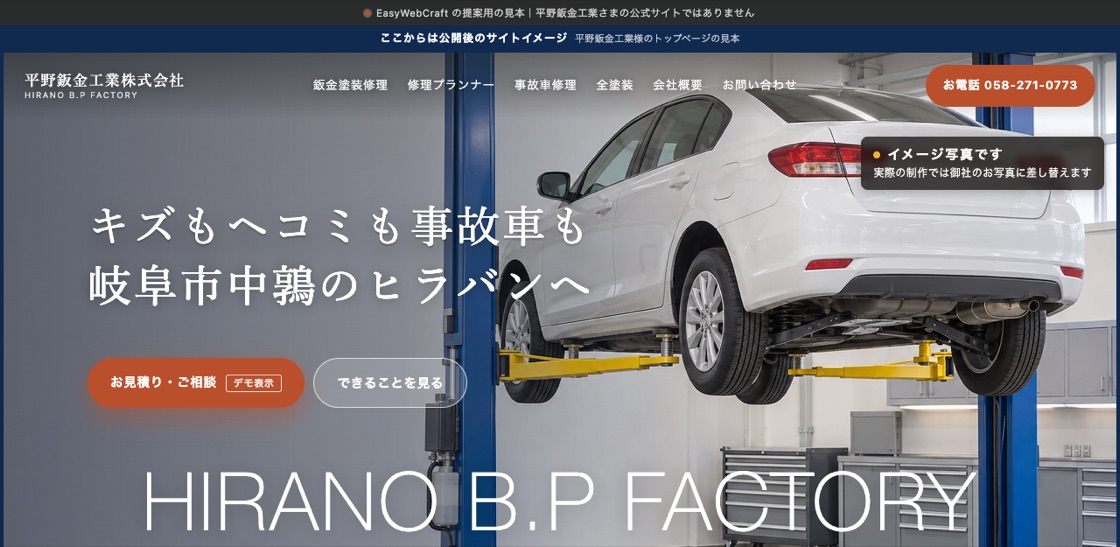 EasyWebCraft の提案用の見本｜平野鈑金工業さまの公式サイトではありません
ここからは公開後のサイトイメージ 平野鈑金工業様のトップページの見本
平野鈑金工業株式会社
HIRANO B.P FACTORY
鈑金塗装修理 修理プランナー 事故車修理 全塗装 会社概要 お問い合わせ
お電話 058-271-0773
イメージ写真です
実際の制作では御社のお写真に差し替えます
キズもヘコミも事故車も
岐阜市中鶉のヒラバンへ
お見積り・ご相談 デモ表示
できることを見る
HIRANO B.P FACTORY